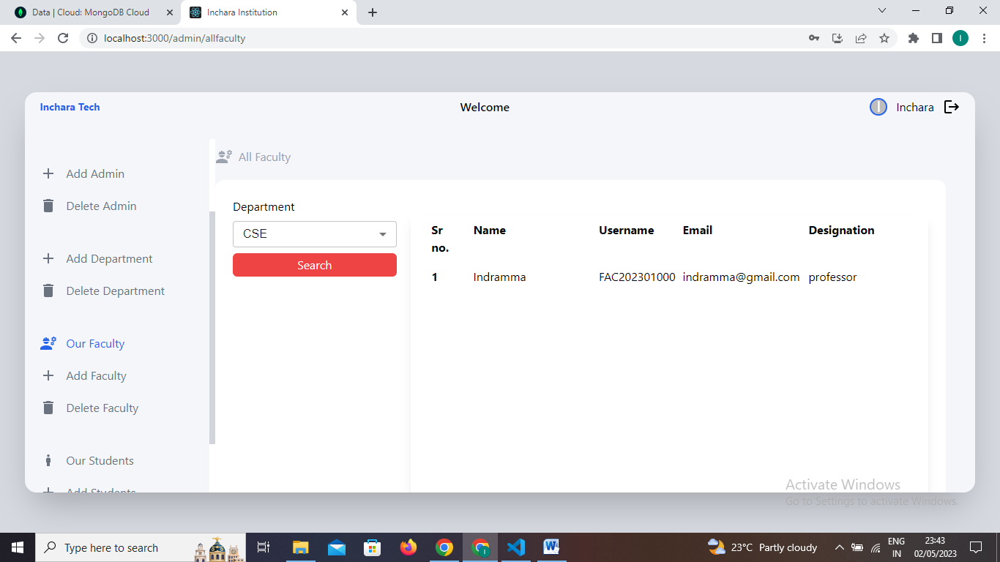 Data | Cloud: MongoDB Cloud
Inchara Institution
localhost:3000/admin/allfaculty
I
Inchara Tech
Welcome
I
Inchara
All Faculty
Add Admin
Delete Admin
Add Department
Delete Department
Our Faculty
Add Faculty
Delete Faculty
Our Students
Add Students
Department
CSE
Search
Sr no. Name Username Email Designation
1 Indramma FAC202301000 indramma@gmail.com professor
Activate Windows
Go to Settings to activate Windows.
Type here to search
23°C Partly cloudy
ENG
IN
23:43
02/05/2023